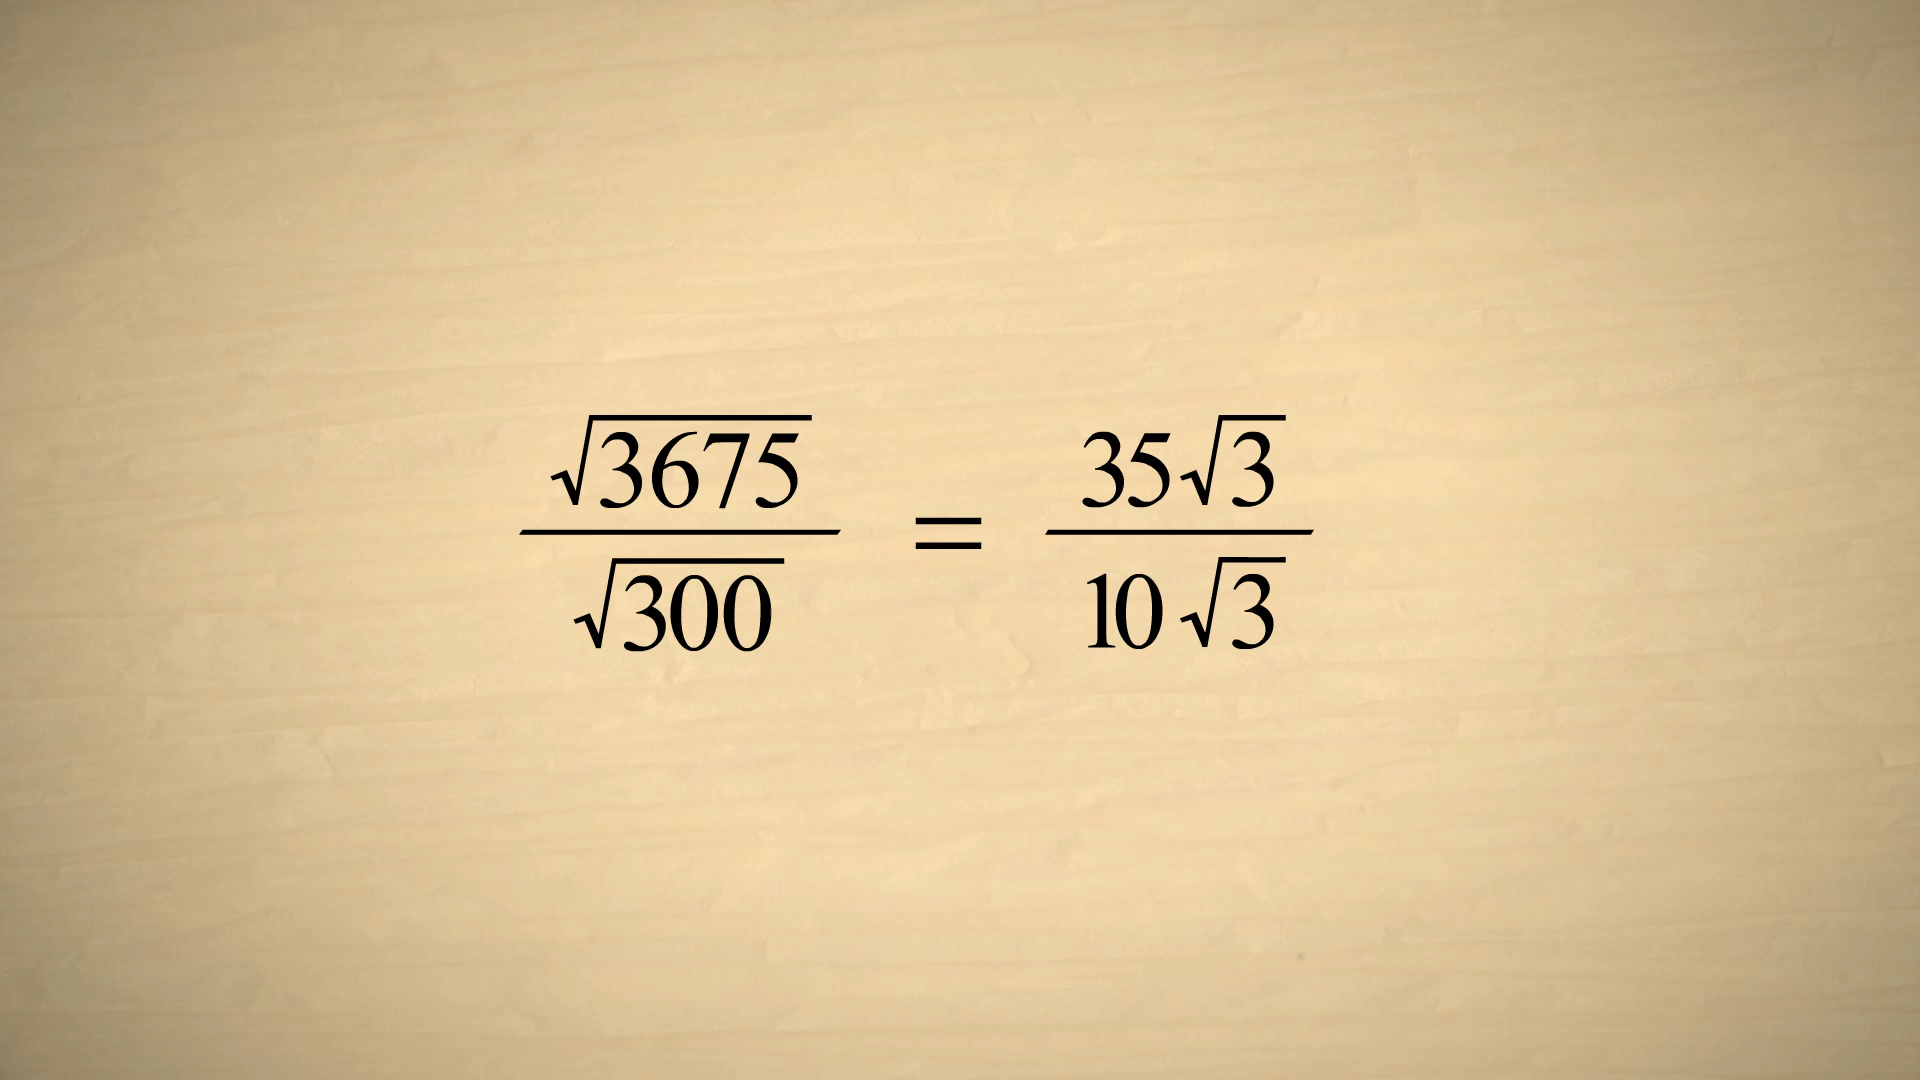 √3675 / √300 = 35√3 / 10√3